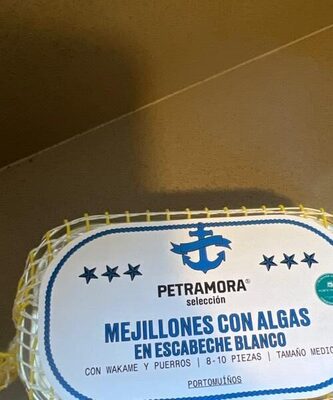 PETRAMORA®
selección
MEJILLONES CON ALGAS
EN ESCABECHE BLANCO
CON WAKAME Y PUERROS | 8-10 PIEZAS | TAMAÑO MEDIO
PORTOMUIÑOS